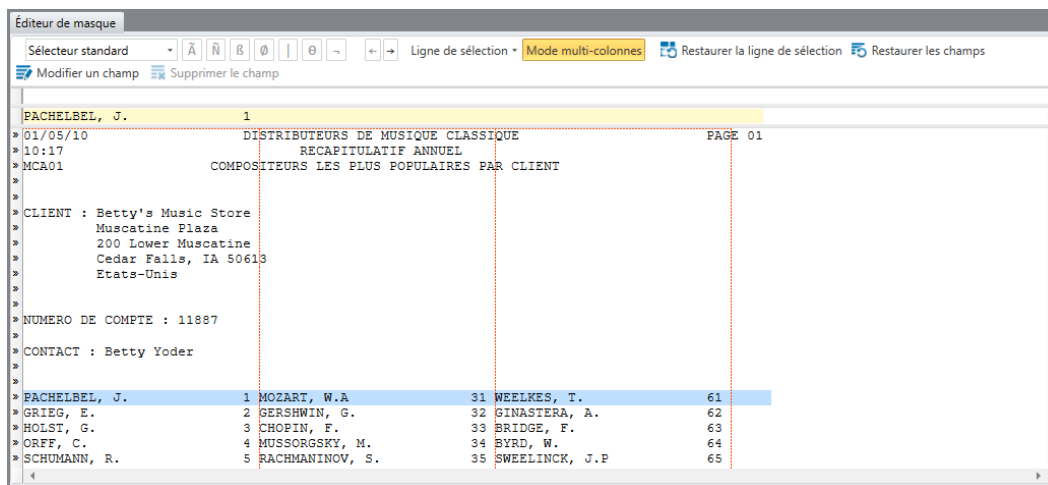 Éditeur de masque
Sélecteur standard Ã Ñ ß Ø | θ ¬ ← → Ligne de sélection Mode multi-colonnes Restaurer la ligne de sélection Restaurer les champs
Modifier un champ Supprimer le champ
PACHELBEL, J. 1
» 01/05/10 DISTRIBUTEURS DE MUSIQUE CLASSIQUE PAGE 01
» 10:17 RECAPITULATIF ANNUEL
» MCA01 COMPOSITEURS LES PLUS POPULAIRES PAR CLIENT
»
»
» CLIENT : Betty's Music Store
» Muscatine Plaza
» 200 Lower Muscatine
» Cedar Falls, IA 50613
» Etats-Unis
»
»
» NUMERO DE COMPTE : 11887
»
» CONTACT : Betty Yoder
»
»
» PACHELBEL, J. 1 MOZART, W.A 31 WEELKES, T. 61
» GRIEG, E. 2 GERSHWIN, G. 32 GINASTERA, A. 62
» HOLST, G. 3 CHOPIN, F. 33 BRIDGE, F. 63
» ORFF, C. 4 MUSSORGSKY, M. 34 BYRD, W. 64
» SCHUMANN, R. 5 RACHMANINOV, S. 35 SWEELINCK, J.P 65